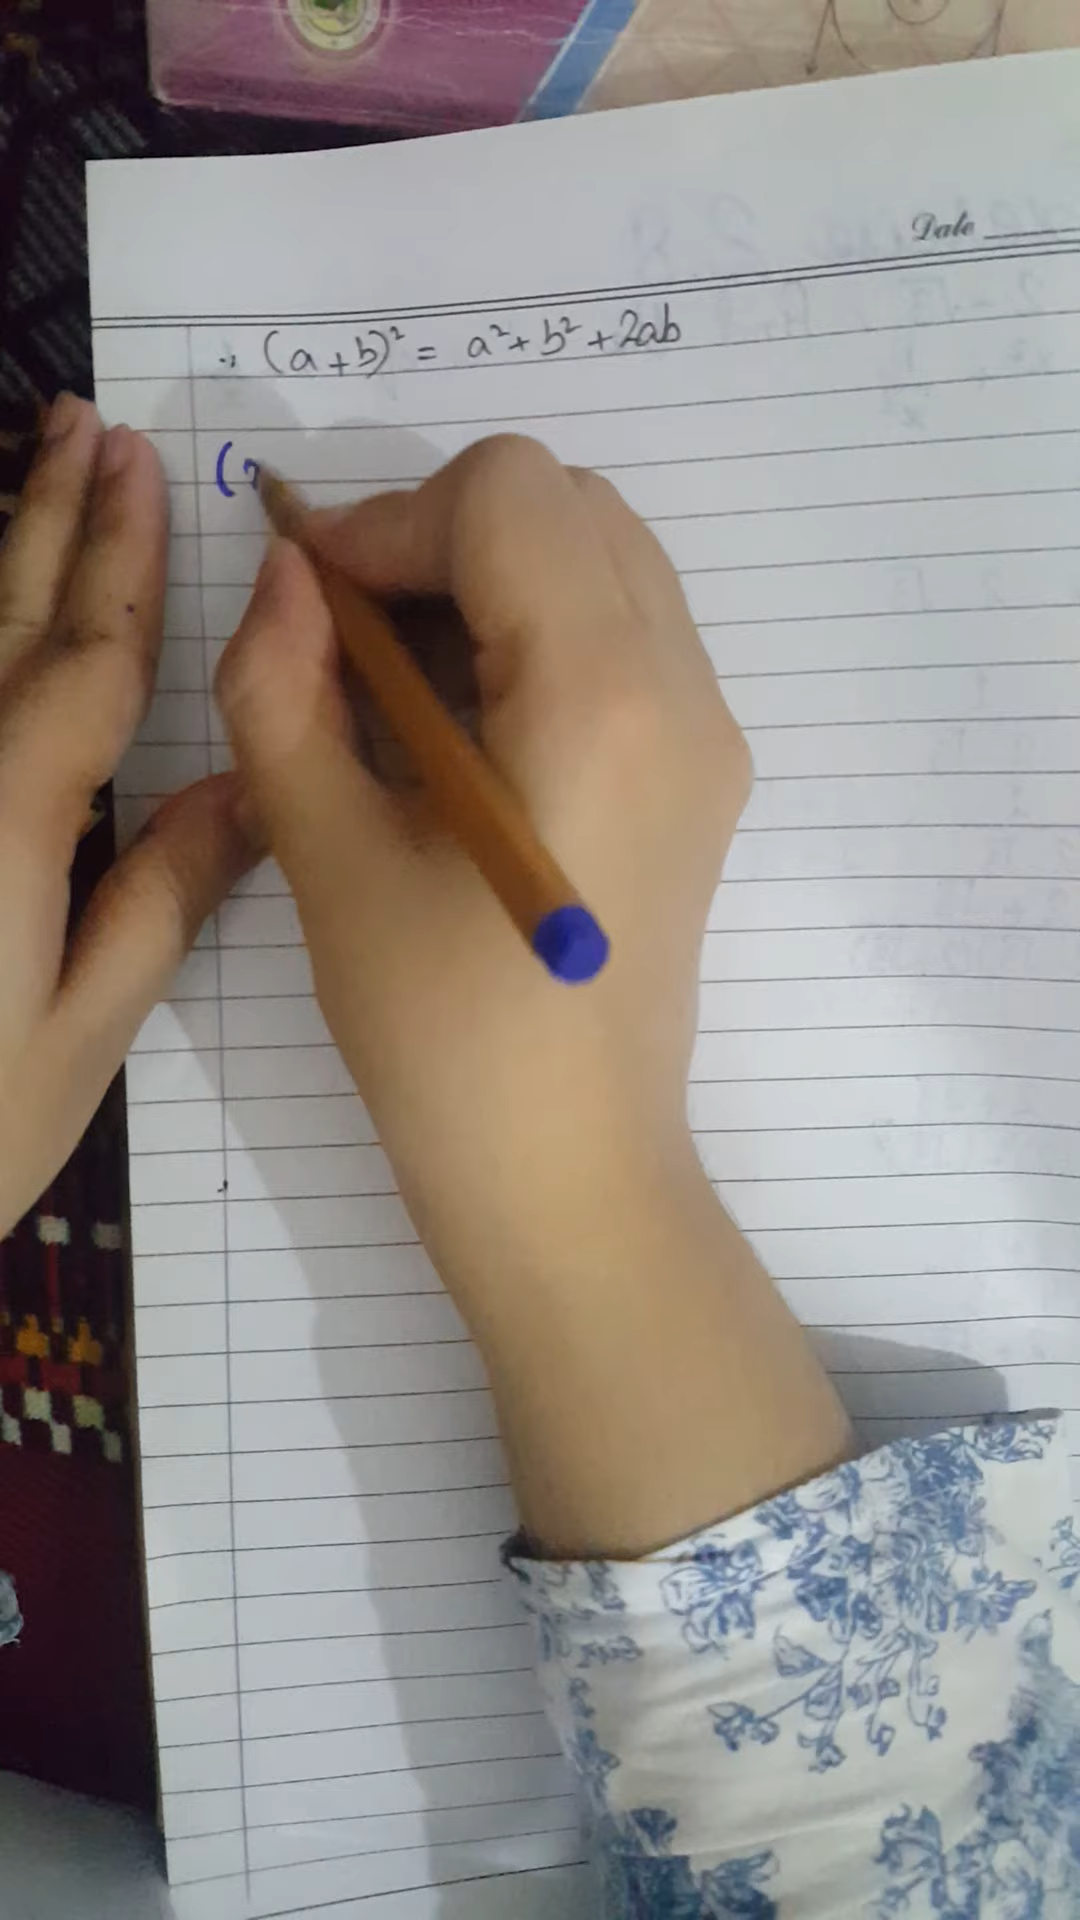 Date
∴ (a+b)² = a²+b²+2ab
(